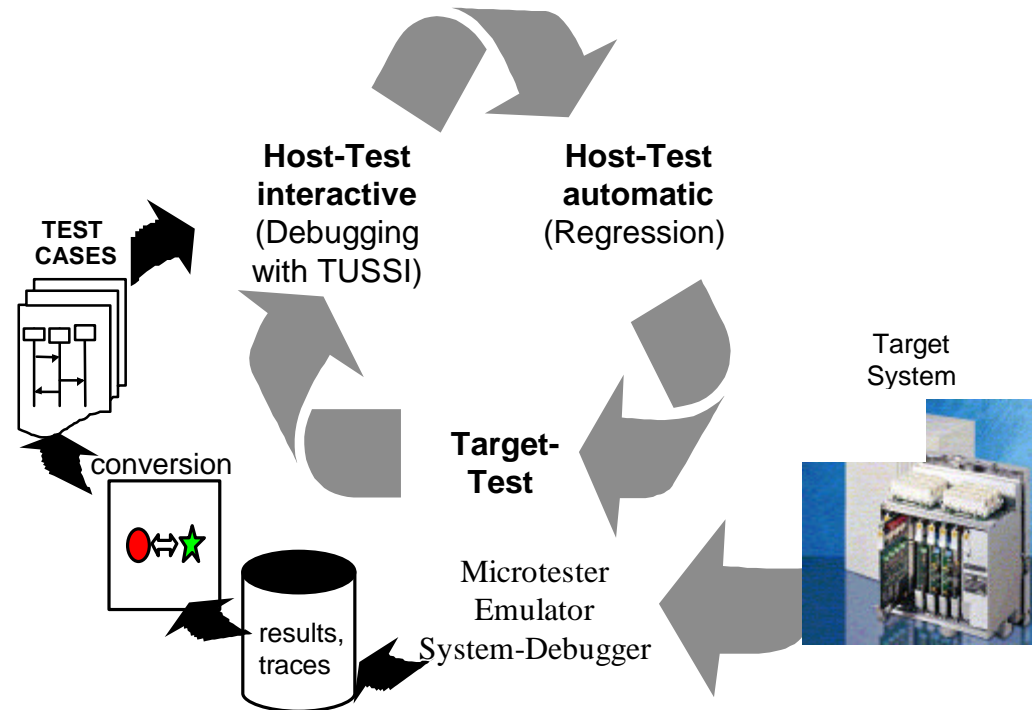 Host-Test
interactive
(Debugging
with TUSSI)
Host-Test
automatic
(Regression)
TEST
CASES
Target
System
Target-
Test
conversion
Microtester
Emulator
System-Debugger
results,
traces